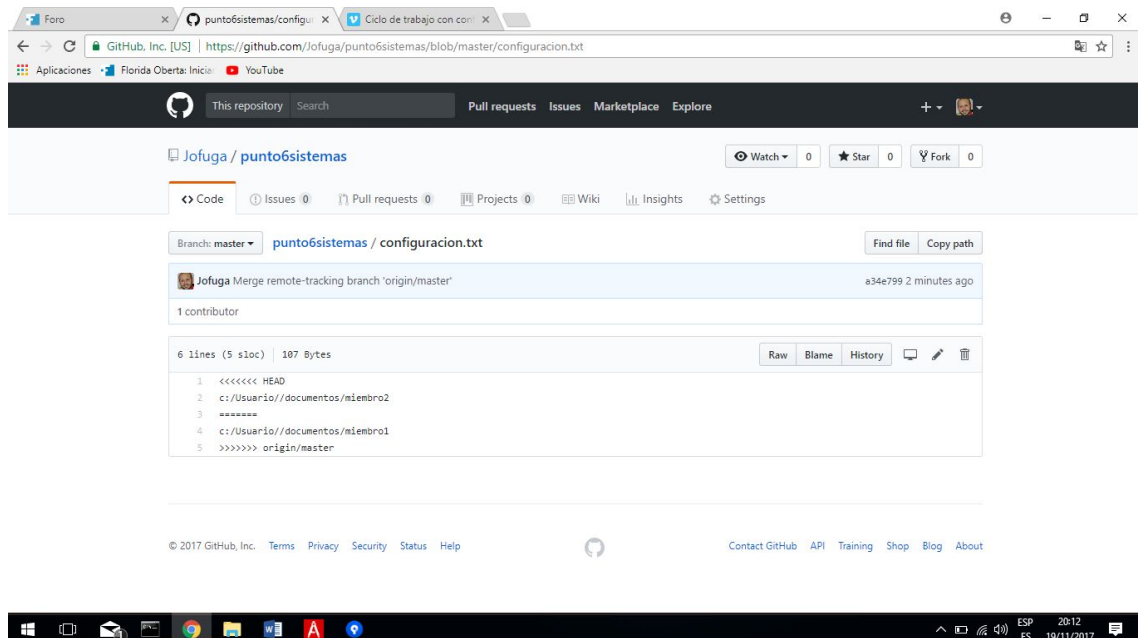 Foro
punto6sistemas/configur
Ciclo de trabajo con cont
GitHub, Inc. [US] | https://github.com/Jofuga/punto6sistemas/blob/master/configuracion.txt
Aplicaciones Florida Oberta: Inicia YouTube
This repository Search Pull requests Issues Marketplace Explore
Jofuga / punto6sistemas Watch 0 Star 0 Fork 0
Code Issues 0 Pull requests 0 Projects 0 Wiki Insights Settings
Branch: master punto6sistemas / configuracion.txt Find file Copy path
Jofuga Merge remote-tracking branch 'origin/master' a34e799 2 minutes ago
1 contributor
6 lines (5 sloc) | 107 Bytes Raw Blame History
1 <<<<<<< HEAD
2 c:/Usuario//documentos/miembro2
3 =======
4 c:/Usuario//documentos/miembro1
5 >>>>>>> origin/master
© 2017 GitHub, Inc. Terms Privacy Security Status Help Contact GitHub API Training Shop Blog About
ESP 20:12
ES 19/11/2017